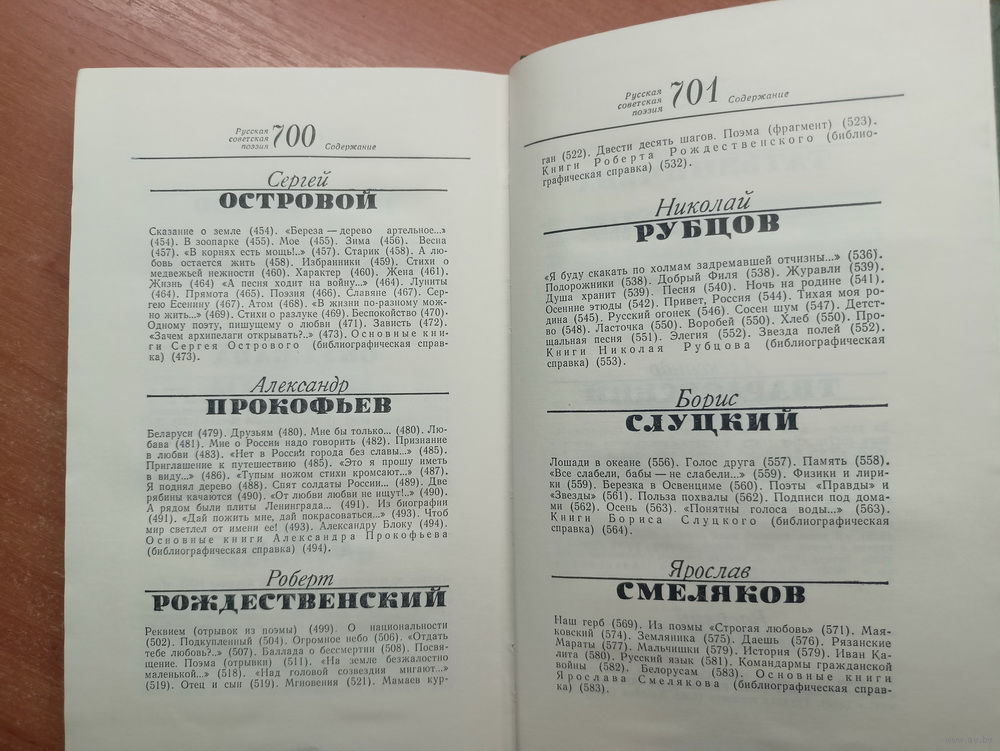 Русская
советская
поэзия
700
Содержание
Сергей
ОСТРОВОЙ
Сказание о земле (454). «Береза — дерево артельное...»
(454). В зоопарке (455). Мое (455). Зима (456). Весна
(457). «В корнях есть мощь!..» (457). Старик (458). А лю-
бовь остается жить (458). Избранники (459). Стихи о
медвежьей нежности (460). Характер (460). Жена (461).
Жизнь (464) «А песня ходит на войну...» (464). Луниты
(464). Прямота (465). Поэзия (466). Славяне (467). Сер-
гею Есенину (467). Атом (468). «В жизни по-разному мож-
но жить...» (469). Стихи о разлуке (469). Беспокойство (470).
Одному поэту, пишущему о любви (471). Зависть (472).
«Зачем архипелаги открывать?..» (473). Основные кни-
ги Сергея Острового (библиографическая справ-
ка) (473).
Александр
ПРОКОФЬЕВ
Беларуси (479). Друзьям (480). Мне бы только... (480). Лю-
бава (481). Мне о России надо говорить (482). Признание
в любви (483). «Нет в России города без славы...» (485).
Приглашение к путешествию (485). «Это я прошу иметь
в виду...» (486). «Тупым ножом стихи кромсают...» (487).
Я поднял дерево (488). Спят солдаты России... (489). Две
рябины качаются (490). «От любви любви не ищут!..» (490).
А рядом были плиты Ленинграда... (491). Из биографии
(491). «Дай пожить мне, дай покрасоваться...» (493). Чтоб
мир светлел от имени ее! (493). Александру Блоку (494).
Основные книги Александра Прокофьева
(библиографическая справка) (494).
Роберт
РОЖДЕСТВЕНСКИЙ
Реквием (отрывок из поэмы) (499). О национальности
(502). Подкупленный (504). Огромное небо (506). «Отдать
тебе любовь?..» (507). Баллада о бессмертии (508). Посвя-
щение. Поэма (отрывки) (511). «На земле безжалостно
маленькой...» (518). «Над головой созвездия мигают...»
(519). Отец и сын (519). Мгновения (521). Мамаев кур-
Русская
советская
поэзия
701
Содержание
ган (522). Двести десять шагов. Поэма (фрагмент) (523).
Книги Роберта Рождественского (библио-
графическая справка) (532).
Николай
РУБЦОВ
«Я буду скакать по холмам задремавшей отчизны...» (536).
Подорожники (538). Добрый Филя (538). Журавли (539).
Душа хранит (539). Песня (540). Ночь на родине (541).
Осенние этюды (542). Привет, Россия (544). Тихая моя ро-
дина (545). Русский огонек (546). Сосен шум (547). Детст-
во (548). Ласточка (550). Воробей (550). Хлеб (550). Про-
щальная песня (551). Элегия (552). Звезда полей (552).
Книги Николая Рубцова (библиографическая
справка) (553).
Борис
СЛУЦКИЙ
Лошади в океане (556). Голос друга (557). Память (558).
«Все слабели, бабы — не слабели...» (559). Физики и лири-
ки (559). Березка в Освенциме (560). Поэты «Правды» и
«Звезды» (561). Польза похвалы (562). Подписи под дома-
ми (562). Осень (563). «Понятны голоса воды...» (563).
Книги Бориса Слуцкого (библиографическая
справка) (564).
Ярослав
СМЕЛЯКОВ
Наш герб (569). Из поэмы «Строгая любовь» (571). Мая-
ковский (574). Земляника (575). Даешь (576). Рязанские
Мараты (577). Мальчишки (579). История (579). Иван Ка-
лита (580). Русский язык (581). Командармы гражданской
войны (582). Белорусам (583). Основные книги
Ярослава Смелякова (библиографическая справ-
ка) (583).
www.ay.by